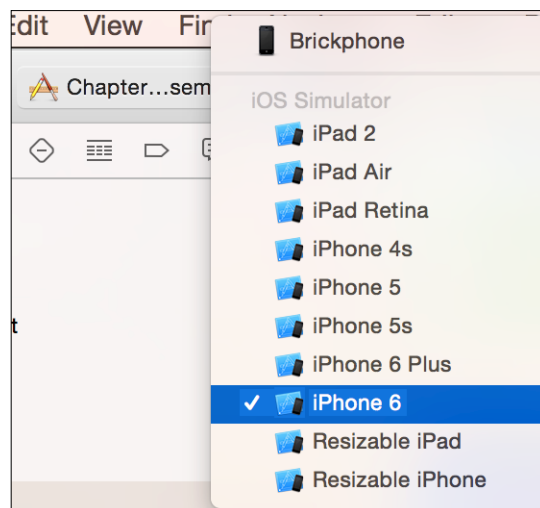 Edit View Fin
Brickphone
Chapter...sem
iOS Simulator
iPad 2
iPad Air
iPad Retina
iPhone 4s
iPhone 5
iPhone 5s
t
iPhone 6 Plus
iPhone 6
Resizable iPad
Resizable iPhone